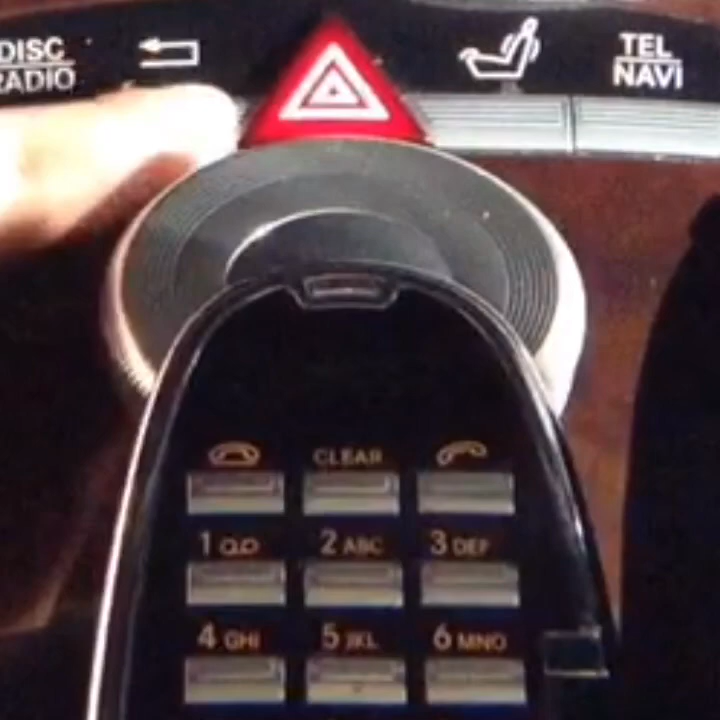 DISC
RADIO
TEL
NAVI
CLEAR
1
2 ABC
3 DEF
4 GHI
5 JKL
6 MNO